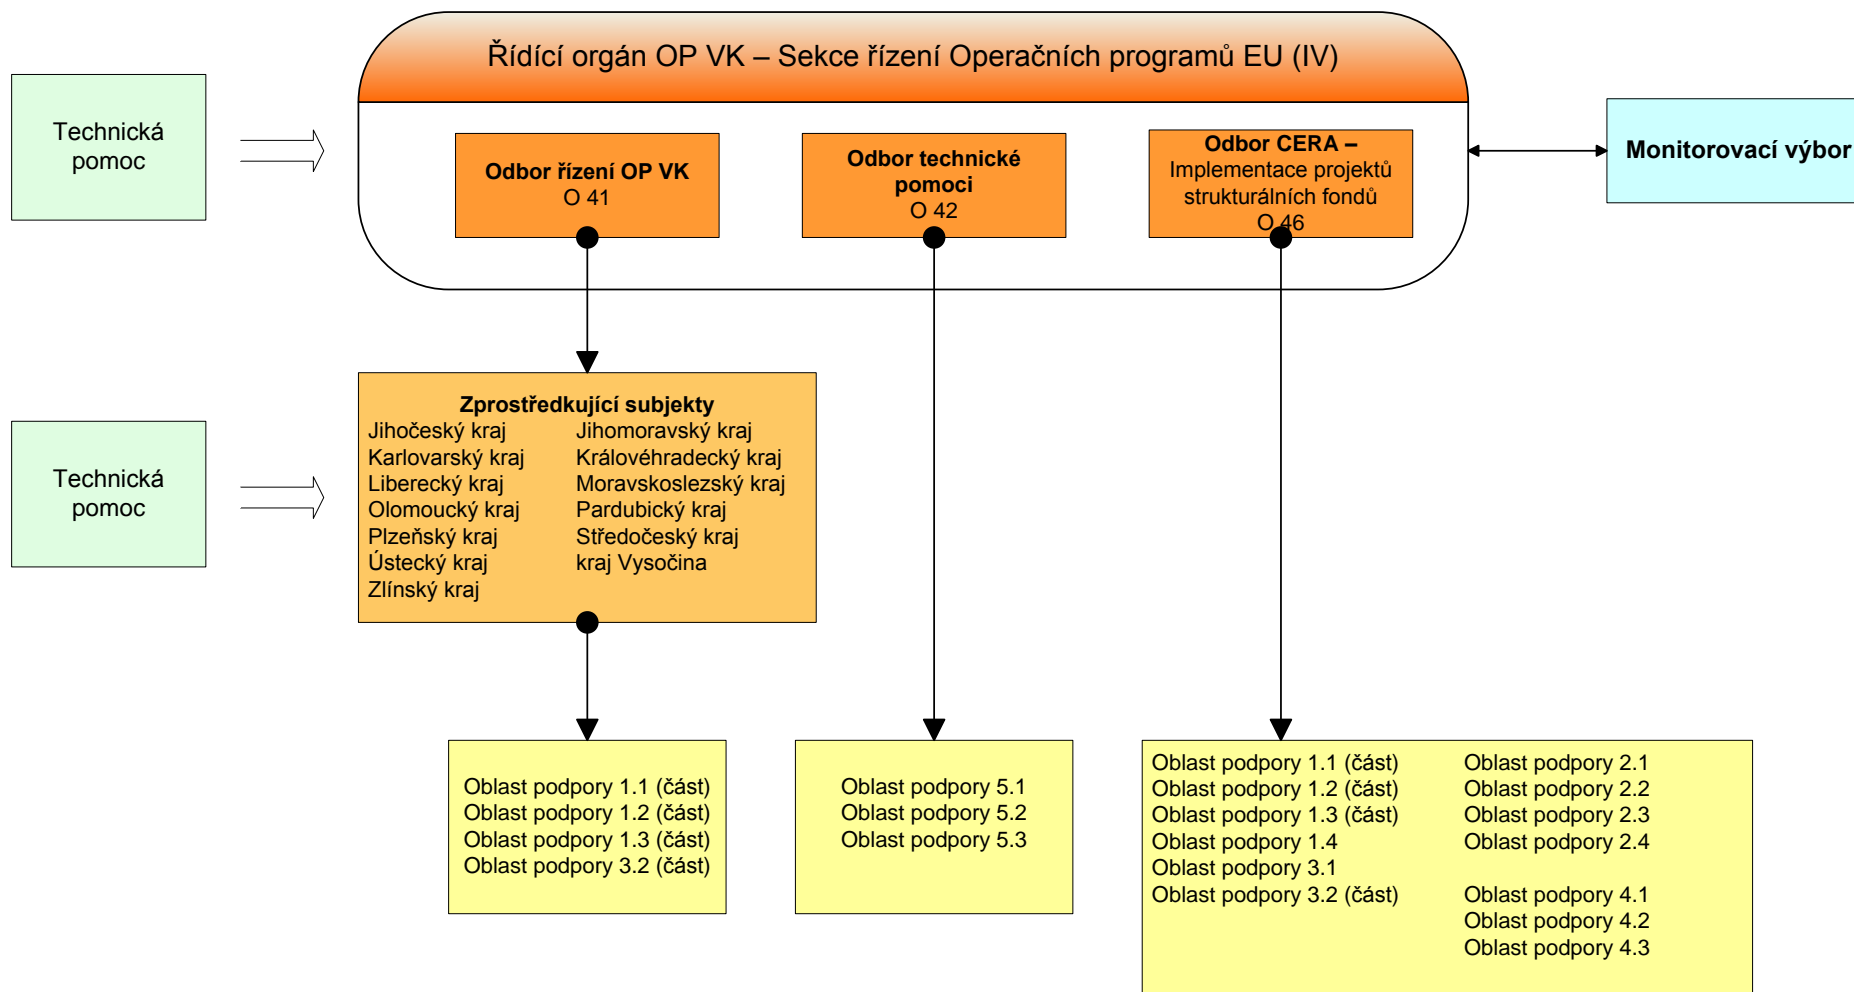 Řídící orgán OP VK – Sekce řízení Operačních programů EU (IV)
Technická
pomoc
Odbor řízení OP VK
O 41
Odbor technické
pomoci
O 42
Odbor CERA –
Implementace projektů
strukturálních fondů
O 46
Monitorovací výbor
Technická
pomoc
Zprostředkující subjekty
Jihočeský kraj
Karlovarský kraj
Liberecký kraj
Olomoucký kraj
Plzeňský kraj
Ústecký kraj
Zlínský kraj
Jihomoravský kraj
Královéhradecký kraj
Moravskoslezský kraj
Pardubický kraj
Středočeský kraj
kraj Vysočina
Oblast podpory 1.1 (část)
Oblast podpory 1.2 (část)
Oblast podpory 1.3 (část)
Oblast podpory 3.2 (část)
Oblast podpory 5.1
Oblast podpory 5.2
Oblast podpory 5.3
Oblast podpory 1.1 (část)
Oblast podpory 1.2 (část)
Oblast podpory 1.3 (část)
Oblast podpory 1.4
Oblast podpory 3.1
Oblast podpory 3.2 (část)
Oblast podpory 2.1
Oblast podpory 2.2
Oblast podpory 2.3
Oblast podpory 2.4
Oblast podpory 4.1
Oblast podpory 4.2
Oblast podpory 4.3